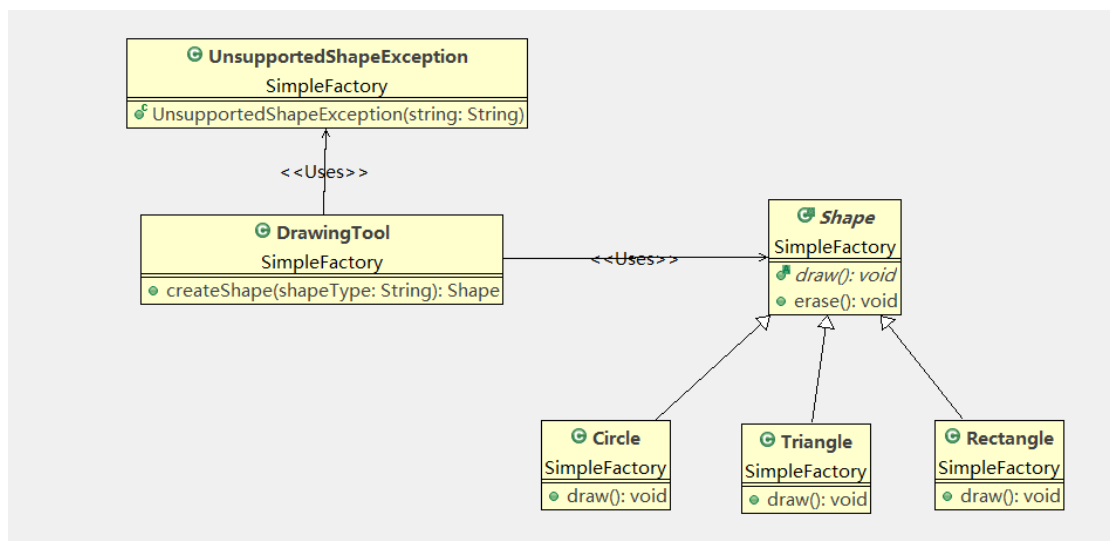 UnsupportedShapeException
SimpleFactory
UnsupportedShapeException(string: String)
<<Uses>>
DrawingTool
SimpleFactory
createShape(shapeType: String): Shape
<<Uses>>
Shape
SimpleFactory
draw(): void
erase(): void
Circle
SimpleFactory
draw(): void
Triangle
SimpleFactory
draw(): void
Rectangle
SimpleFactory
draw(): void